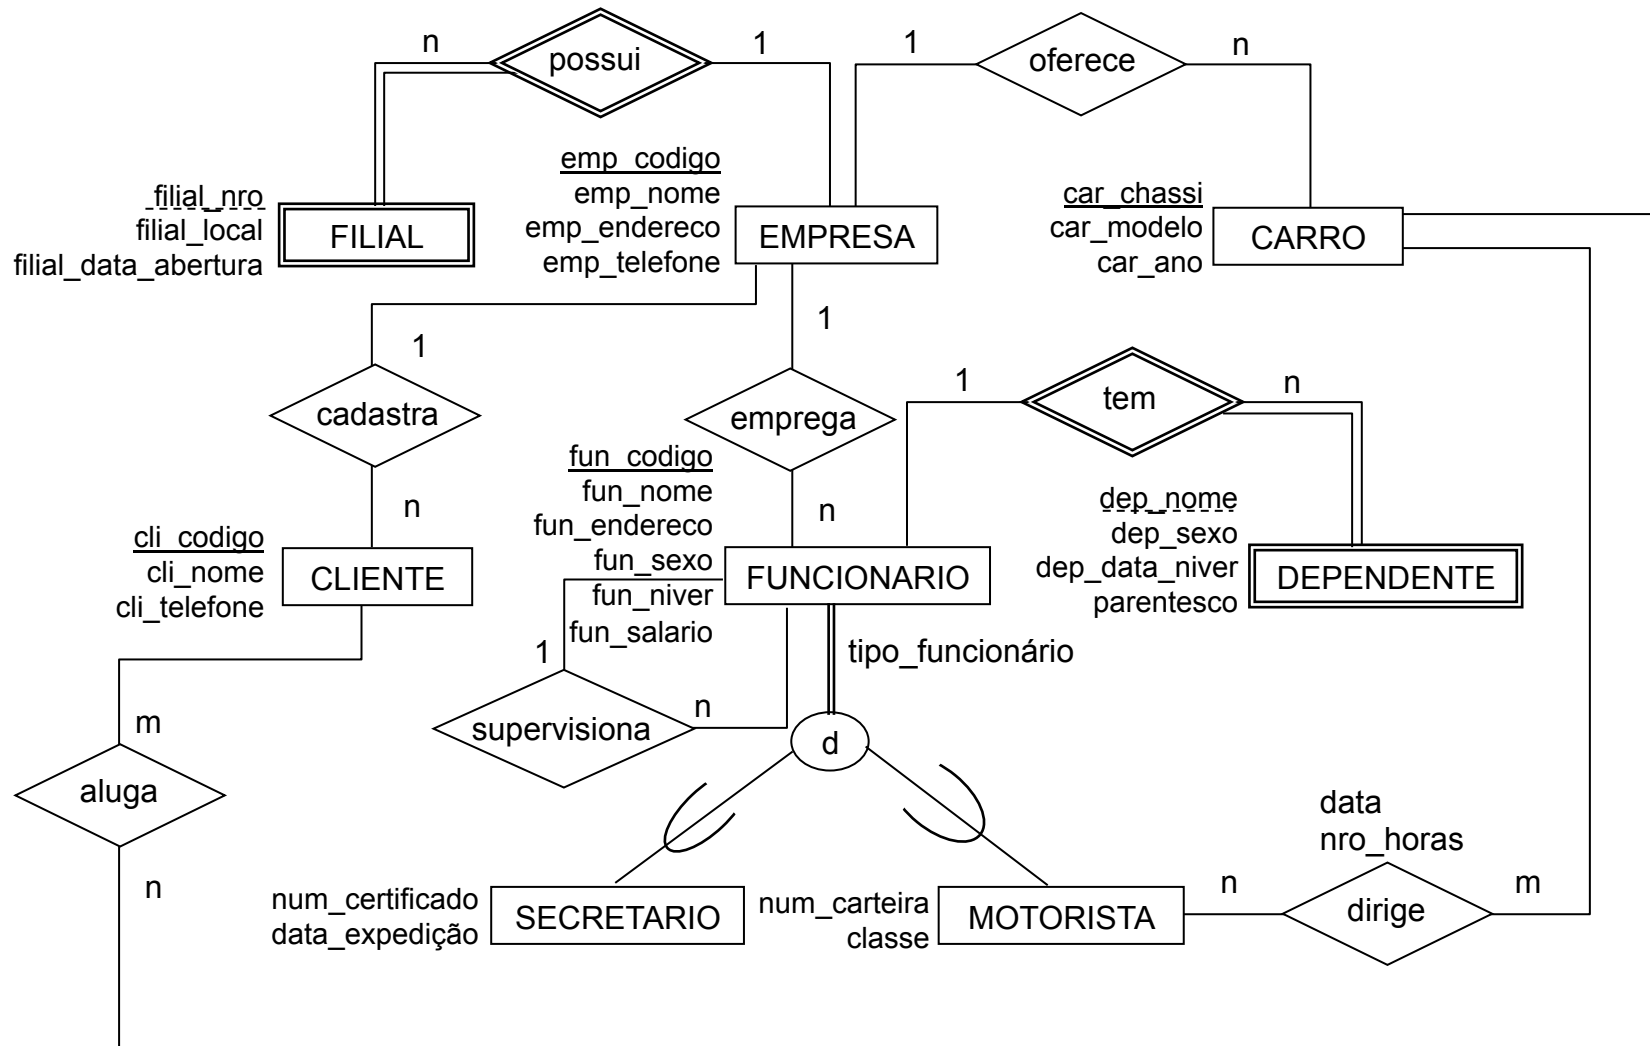 n
possui
1
1
oferece
n
filial_nro
filial_local
filial_data_abertura
FILIAL
emp_codigo
emp_nome
emp_endereco
emp_telefone
EMPRESA
car_chassi
car_modelo
car_ano
CARRO
1
cadastra
n
1
emprega
n
1
tem
n
cli_codigo
cli_nome
cli_telefone
CLIENTE
fun_codigo
fun_nome
fun_endereco
fun_sexo
fun_niver
fun_salario
FUNCIONARIO
dep_nome
dep_sexo
dep_data_niver
parentesco
DEPENDENTE
1
supervisiona
n
tipo_funcionário
d
m
aluga
n
num_certificado
data_expedição
SECRETARIO
num_carteira
classe
MOTORISTA
n
data
nro_horas
dirige
m